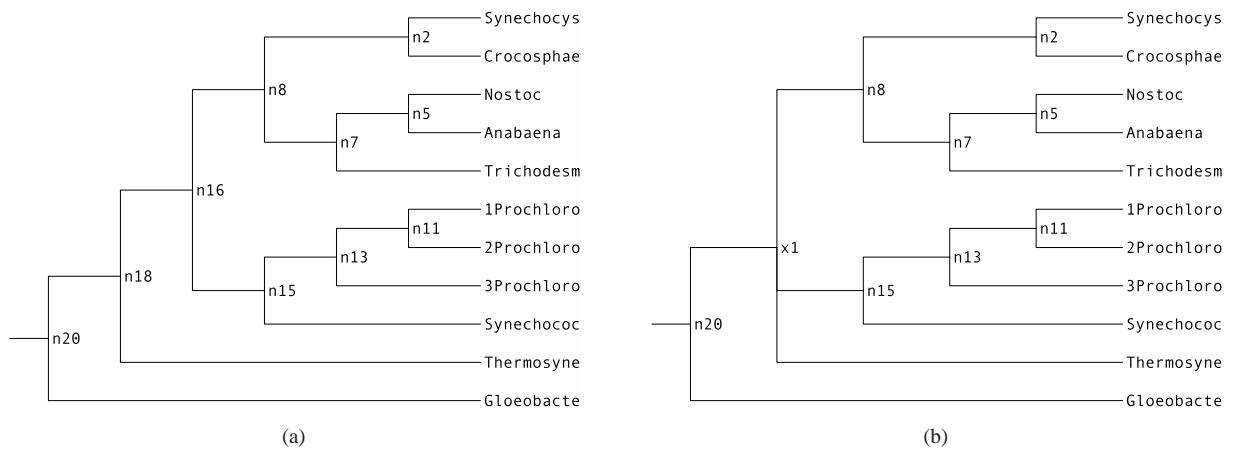 Synechocys
n2
Crocosphae
n8
Nostoc
n5
Anabaena
n7
Trichodesm
n16
1Prochloro
n11
2Prochloro
n13
3Prochloro
n18
n15
Synechococ
n20
Thermosyne
Gloeobacte
(a)
Synechocys
n2
Crocosphae
n8
Nostoc
n5
Anabaena
n7
Trichodesm
1Prochloro
n11
2Prochloro
x1
n13
3Prochloro
n15
Synechococ
n20
Thermosyne
Gloeobacte
(b)